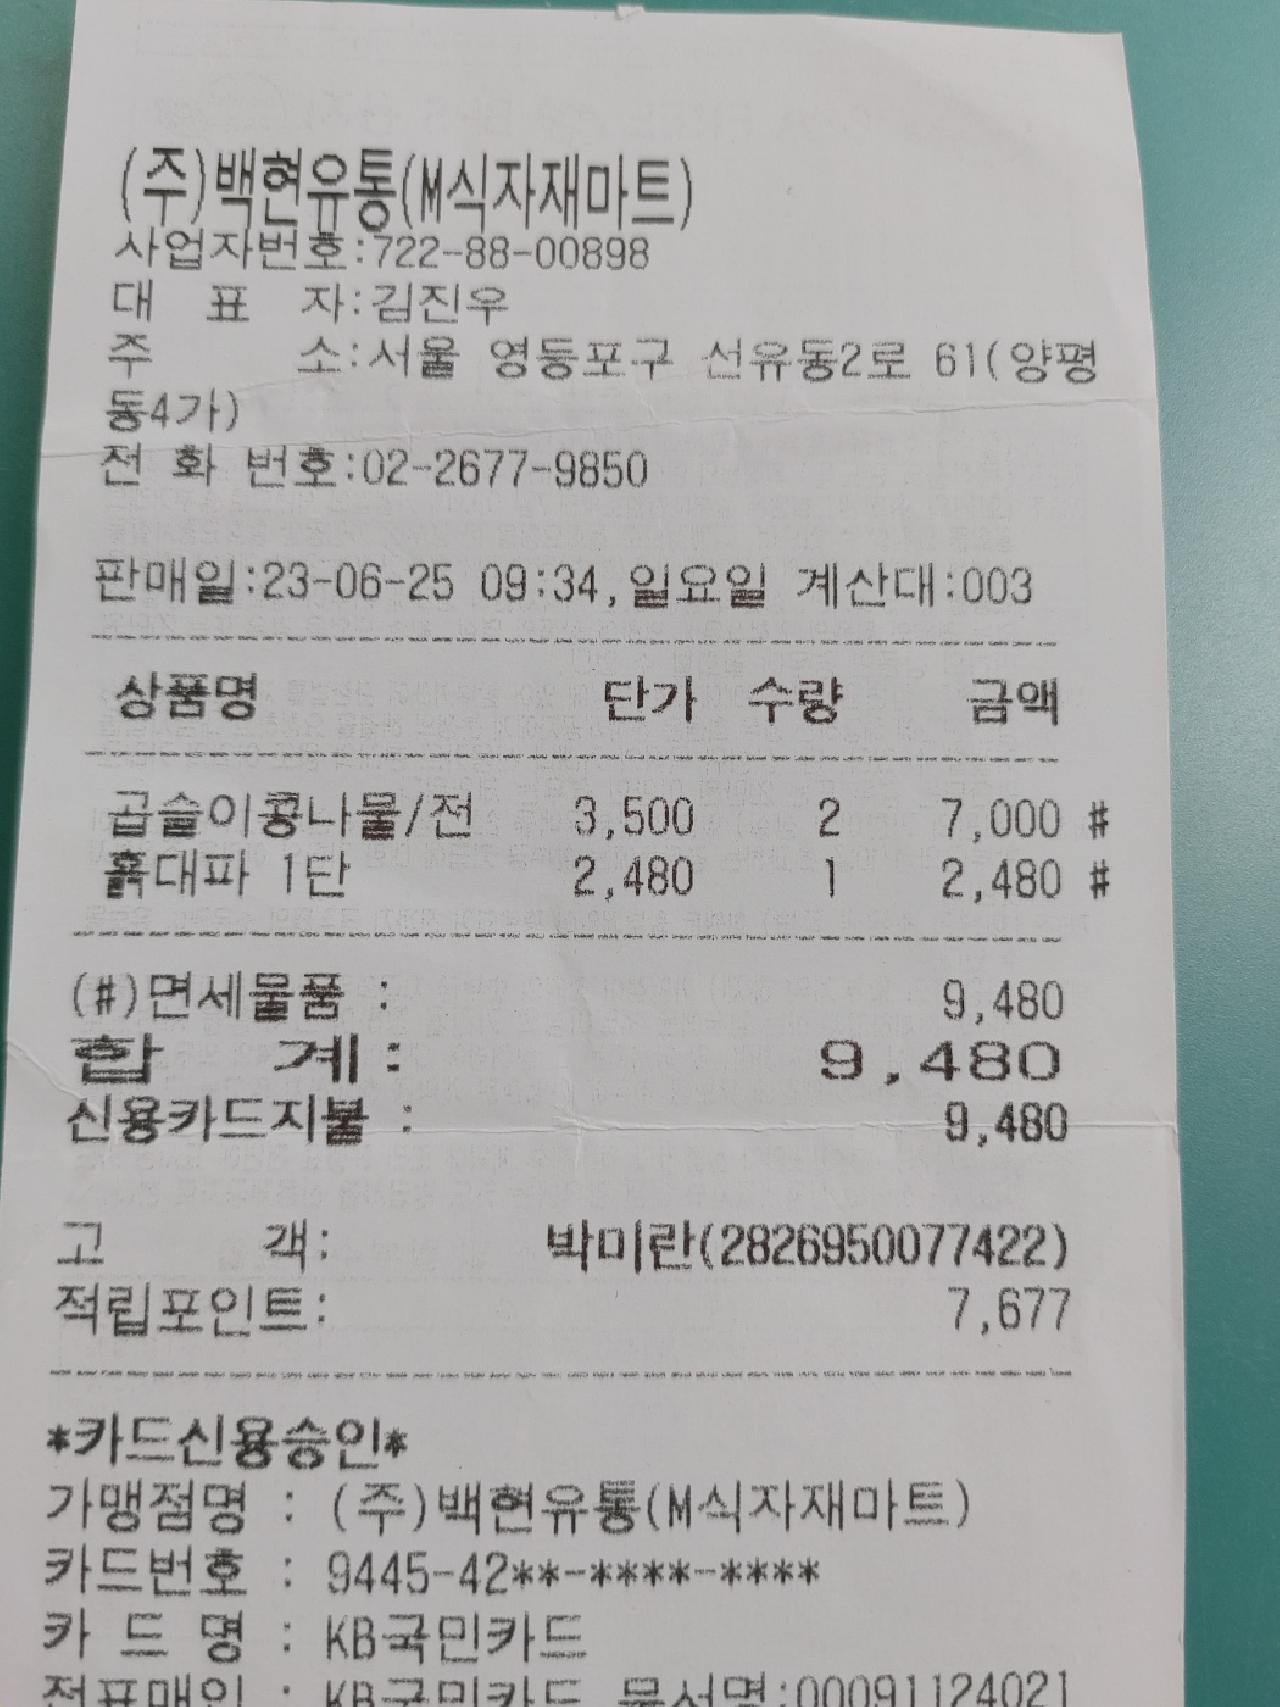 (주)백현유통(M식자재마트)
사업자번호:722-88-00898
대 표 자:김진우
주 소:서울 영등포구 선유동2로 61(양평
동4가)
전 화 번호:02-2677-9850
판매일:23-06-25 09:34,일요일 계산대:003
상품명 단가 수량 금액
곱슬이콩나물/전 3,500 2 7,000 #
흙대파 1단 2,480 1 2,480 #
(#)면세물품 : 9,480
합 계: 9,480
신용카드지불 : 9,480
고 객: 박미란(2826950077422)
적립포인트: 7,677
*카드신용승인*
가맹점명 : (주)백현유통(M식자재마트)
카드번호 : 9445-42**-****-****
카 드 명 : KB국민카드
전표매입 : KB국민카드 문서명:00091124021